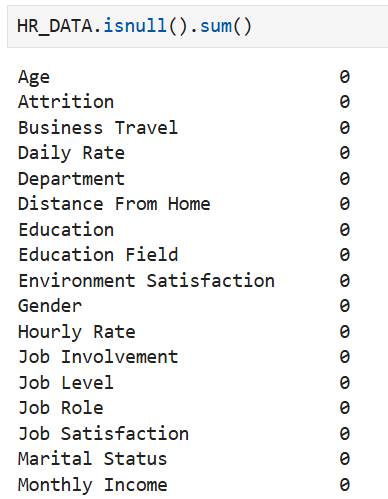 HR_DATA.isnull().sum()
Age 0
Attrition 0
Business Travel 0
Daily Rate 0
Department 0
Distance From Home 0
Education 0
Education Field 0
Environment Satisfaction 0
Gender 0
Hourly Rate 0
Job Involvement 0
Job Level 0
Job Role 0
Job Satisfaction 0
Marital Status 0
Monthly Income 0